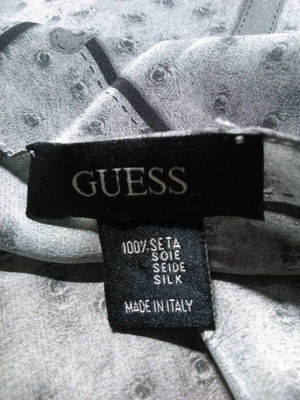 GUESS
100% SETA
SOIE
SEIDE
SILK
MADE IN ITALY